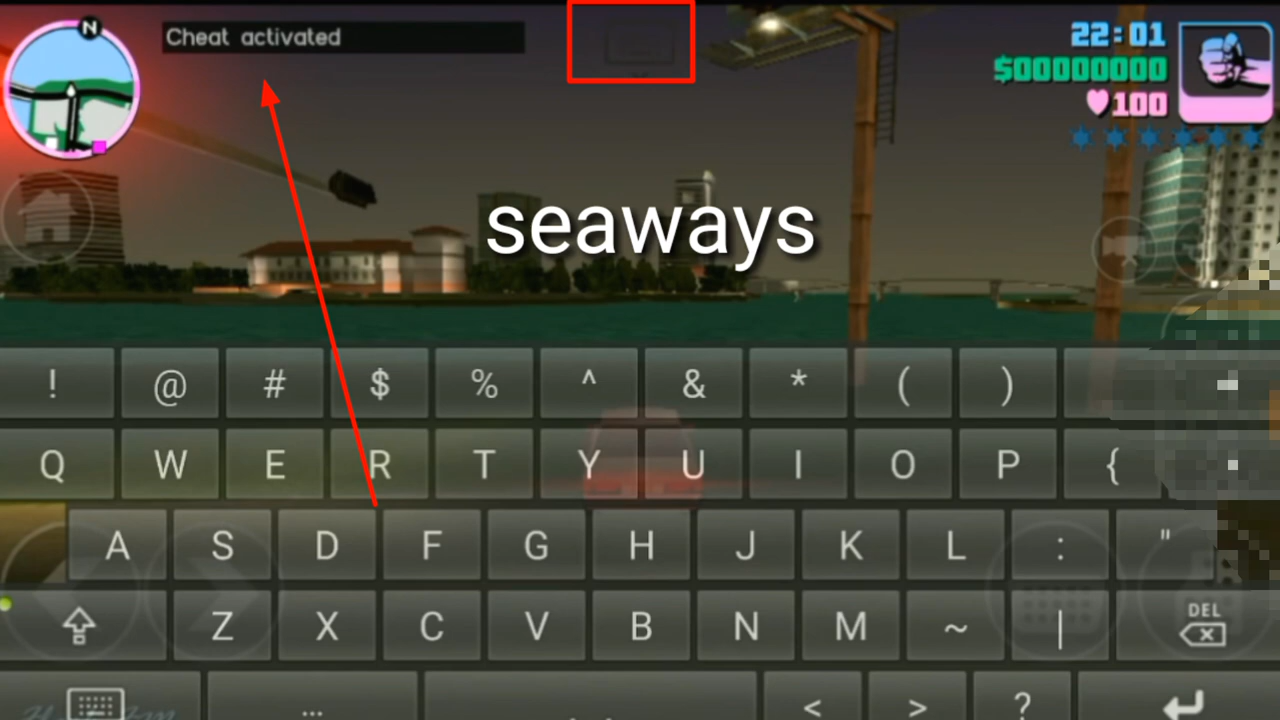 N
Cheat activated
22:01
$00000000
100
seaways
! @ # $ % ^ & * ( )
Q W E R T Y U I O P {
A S D F G H J K L : "
Z X C V B N M ~ | DEL
... < > ?